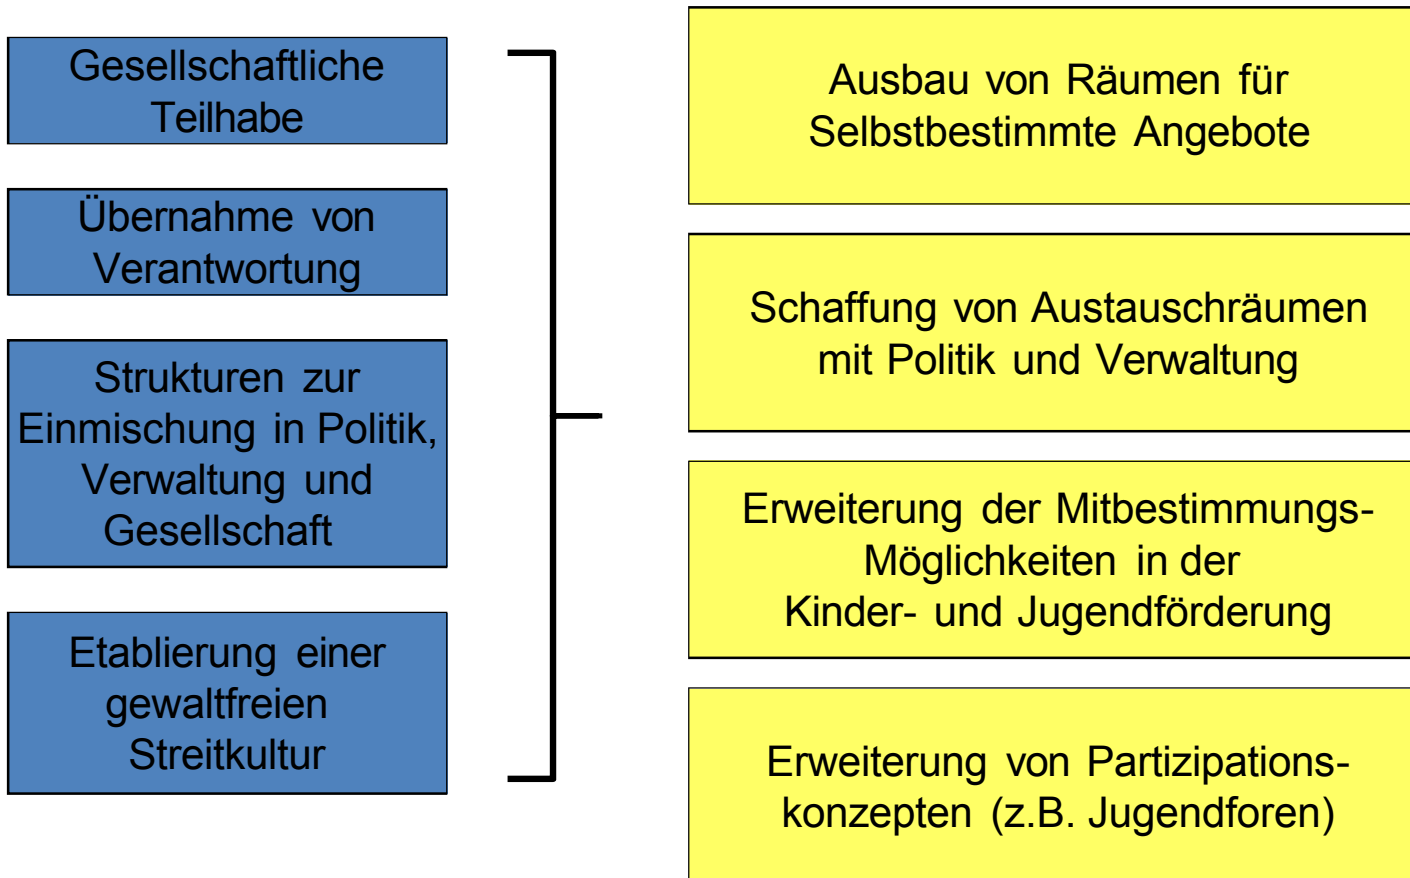 Gesellschaftliche
Teilhabe
Übernahme von
Verantwortung
Strukturen zur
Einmischung in Politik,
Verwaltung und
Gesellschaft
Etablierung einer
gewaltfreien
Streitkultur
Ausbau von Räumen für
Selbstbestimmte Angebote
Schaffung von Austauschräumen
mit Politik und Verwaltung
Erweiterung der Mitbestimmungs-
Möglichkeiten in der
Kinder- und Jugendförderung
Erweiterung von Partizipations-
konzepten (z.B. Jugendforen)